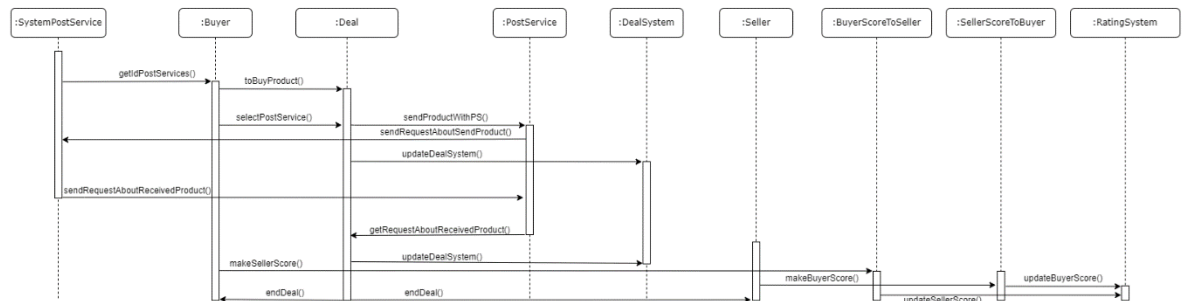 :SystemPostService :Buyer :Deal :PostService :DealSystem :Seller :BuyerScoreToSeller :SellerScoreToBuyer :RatingSystem
getIdPostServices()
toBuyProduct()
selectPostService() sendProductWithPS()
sendRequestAboutSendProduct()
updateDealSystem()
sendRequestAboutReceivedProduct()
getRequestAboutReceivedProduct()
makeSellerScore() updateDealSystem()
makeBuyerScore() updateBuyerScore()
endDeal() endDeal() updateSellerScore()